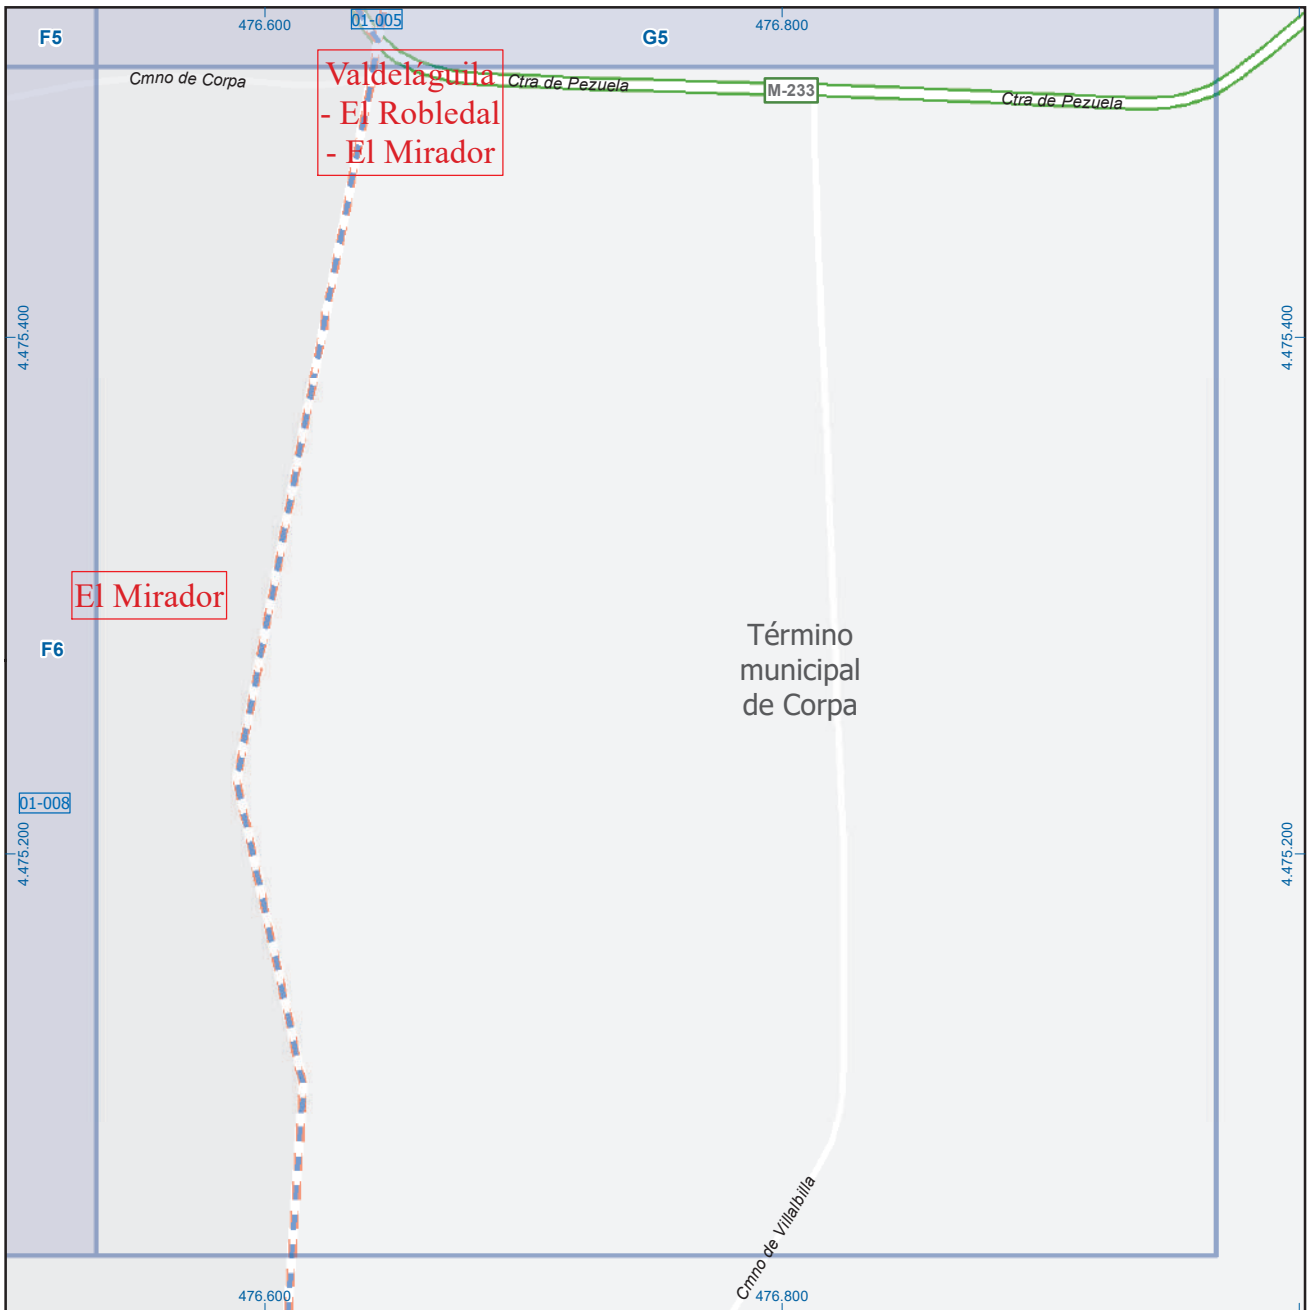 476.600
01-005
476.800
F5
G5
Cmno de Corpa
Valdeláguila
- El Robledal
- El Mirador
Ctra de Pezuela
M-233
Ctra de Pezuela
4.475.400
4.475.400
El Mirador
F6
Término
municipal
de Corpa
01-008
4.475.200
4.475.200
Cmno de Villalbilla
476.600
476.800